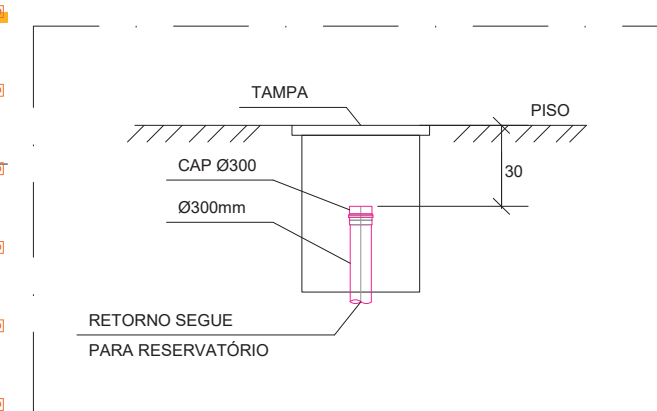 TAMPA
PISO
CAP Ø300
30
Ø300mm
RETORNO SEGUE
PARA RESERVATÓRIO